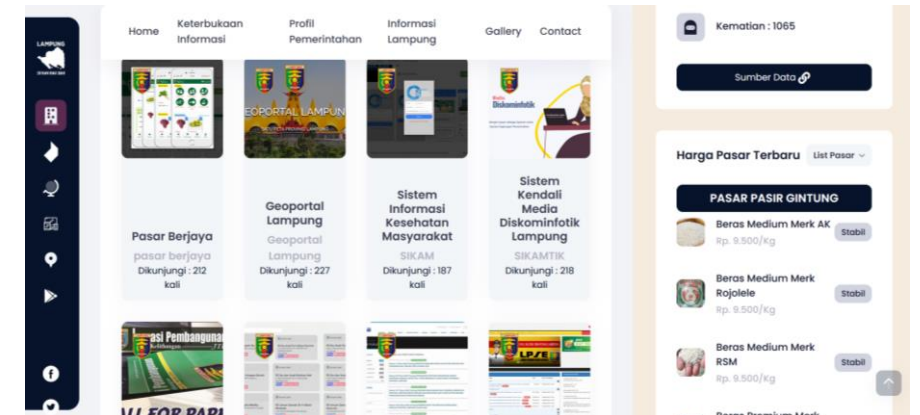 Home
Keterbukaan
Informasi
Profil
Pemerintahan
Informasi
Lampung
Gallery
Contact
LAMPUNG
GEOPORTAL LAMPUNG
Diskominfotik
Pasar Berjaya
pasar berjaya
Dikunjungi : 212
kali
Geoportal
Lampung
Geoportal
Lampung
Dikunjungi : 227
kali
Sistem
Informasi
Kesehatan
Masyarakat
SIKAM
Dikunjungi : 187
kali
Sistem
Kendali
Media
Diskominfotik
Lampung
SIKAMTIK
Dikunjungi : 218
kali
asi Pembangunan
LPSE
Kematian : 1065
Sumber Data
Harga Pasar Terbaru
List Pasar
PASAR PASIR GINTUNG
Beras Medium Merk AK
Rp. 9.500/Kg
Stabil
Beras Medium Merk
Rojolele
Rp. 9.500/Kg
Stabil
Beras Medium Merk
RSM
Rp. 9.500/Kg
Stabil